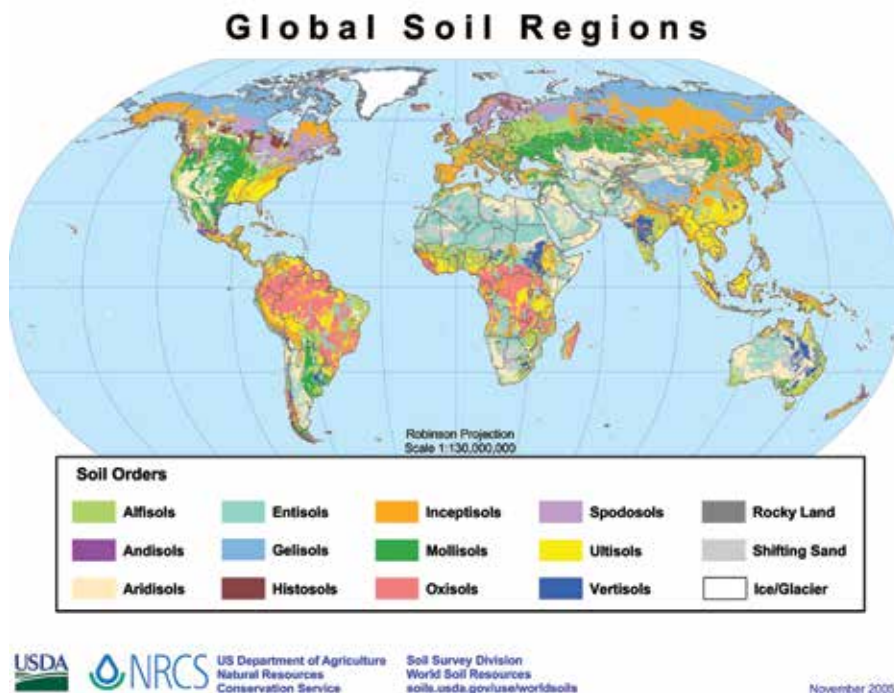 Global Soil Regions
Robinson Projection
Scale 1:130,000,000
Soil Orders
Alfisols Entisols Inceptisols Spodosols Rocky Land
Andisols Gelisols Mollisols Ultisols Shifting Sand
Aridisols Histosols Oxisols Vertisols Ice/Glacier
USDA NRCS
US Department of Agriculture Soil Survey Division
Natural Resources World Soil Resources
Conservation Service soils.usda.gov/use/worldsoils
November 2005